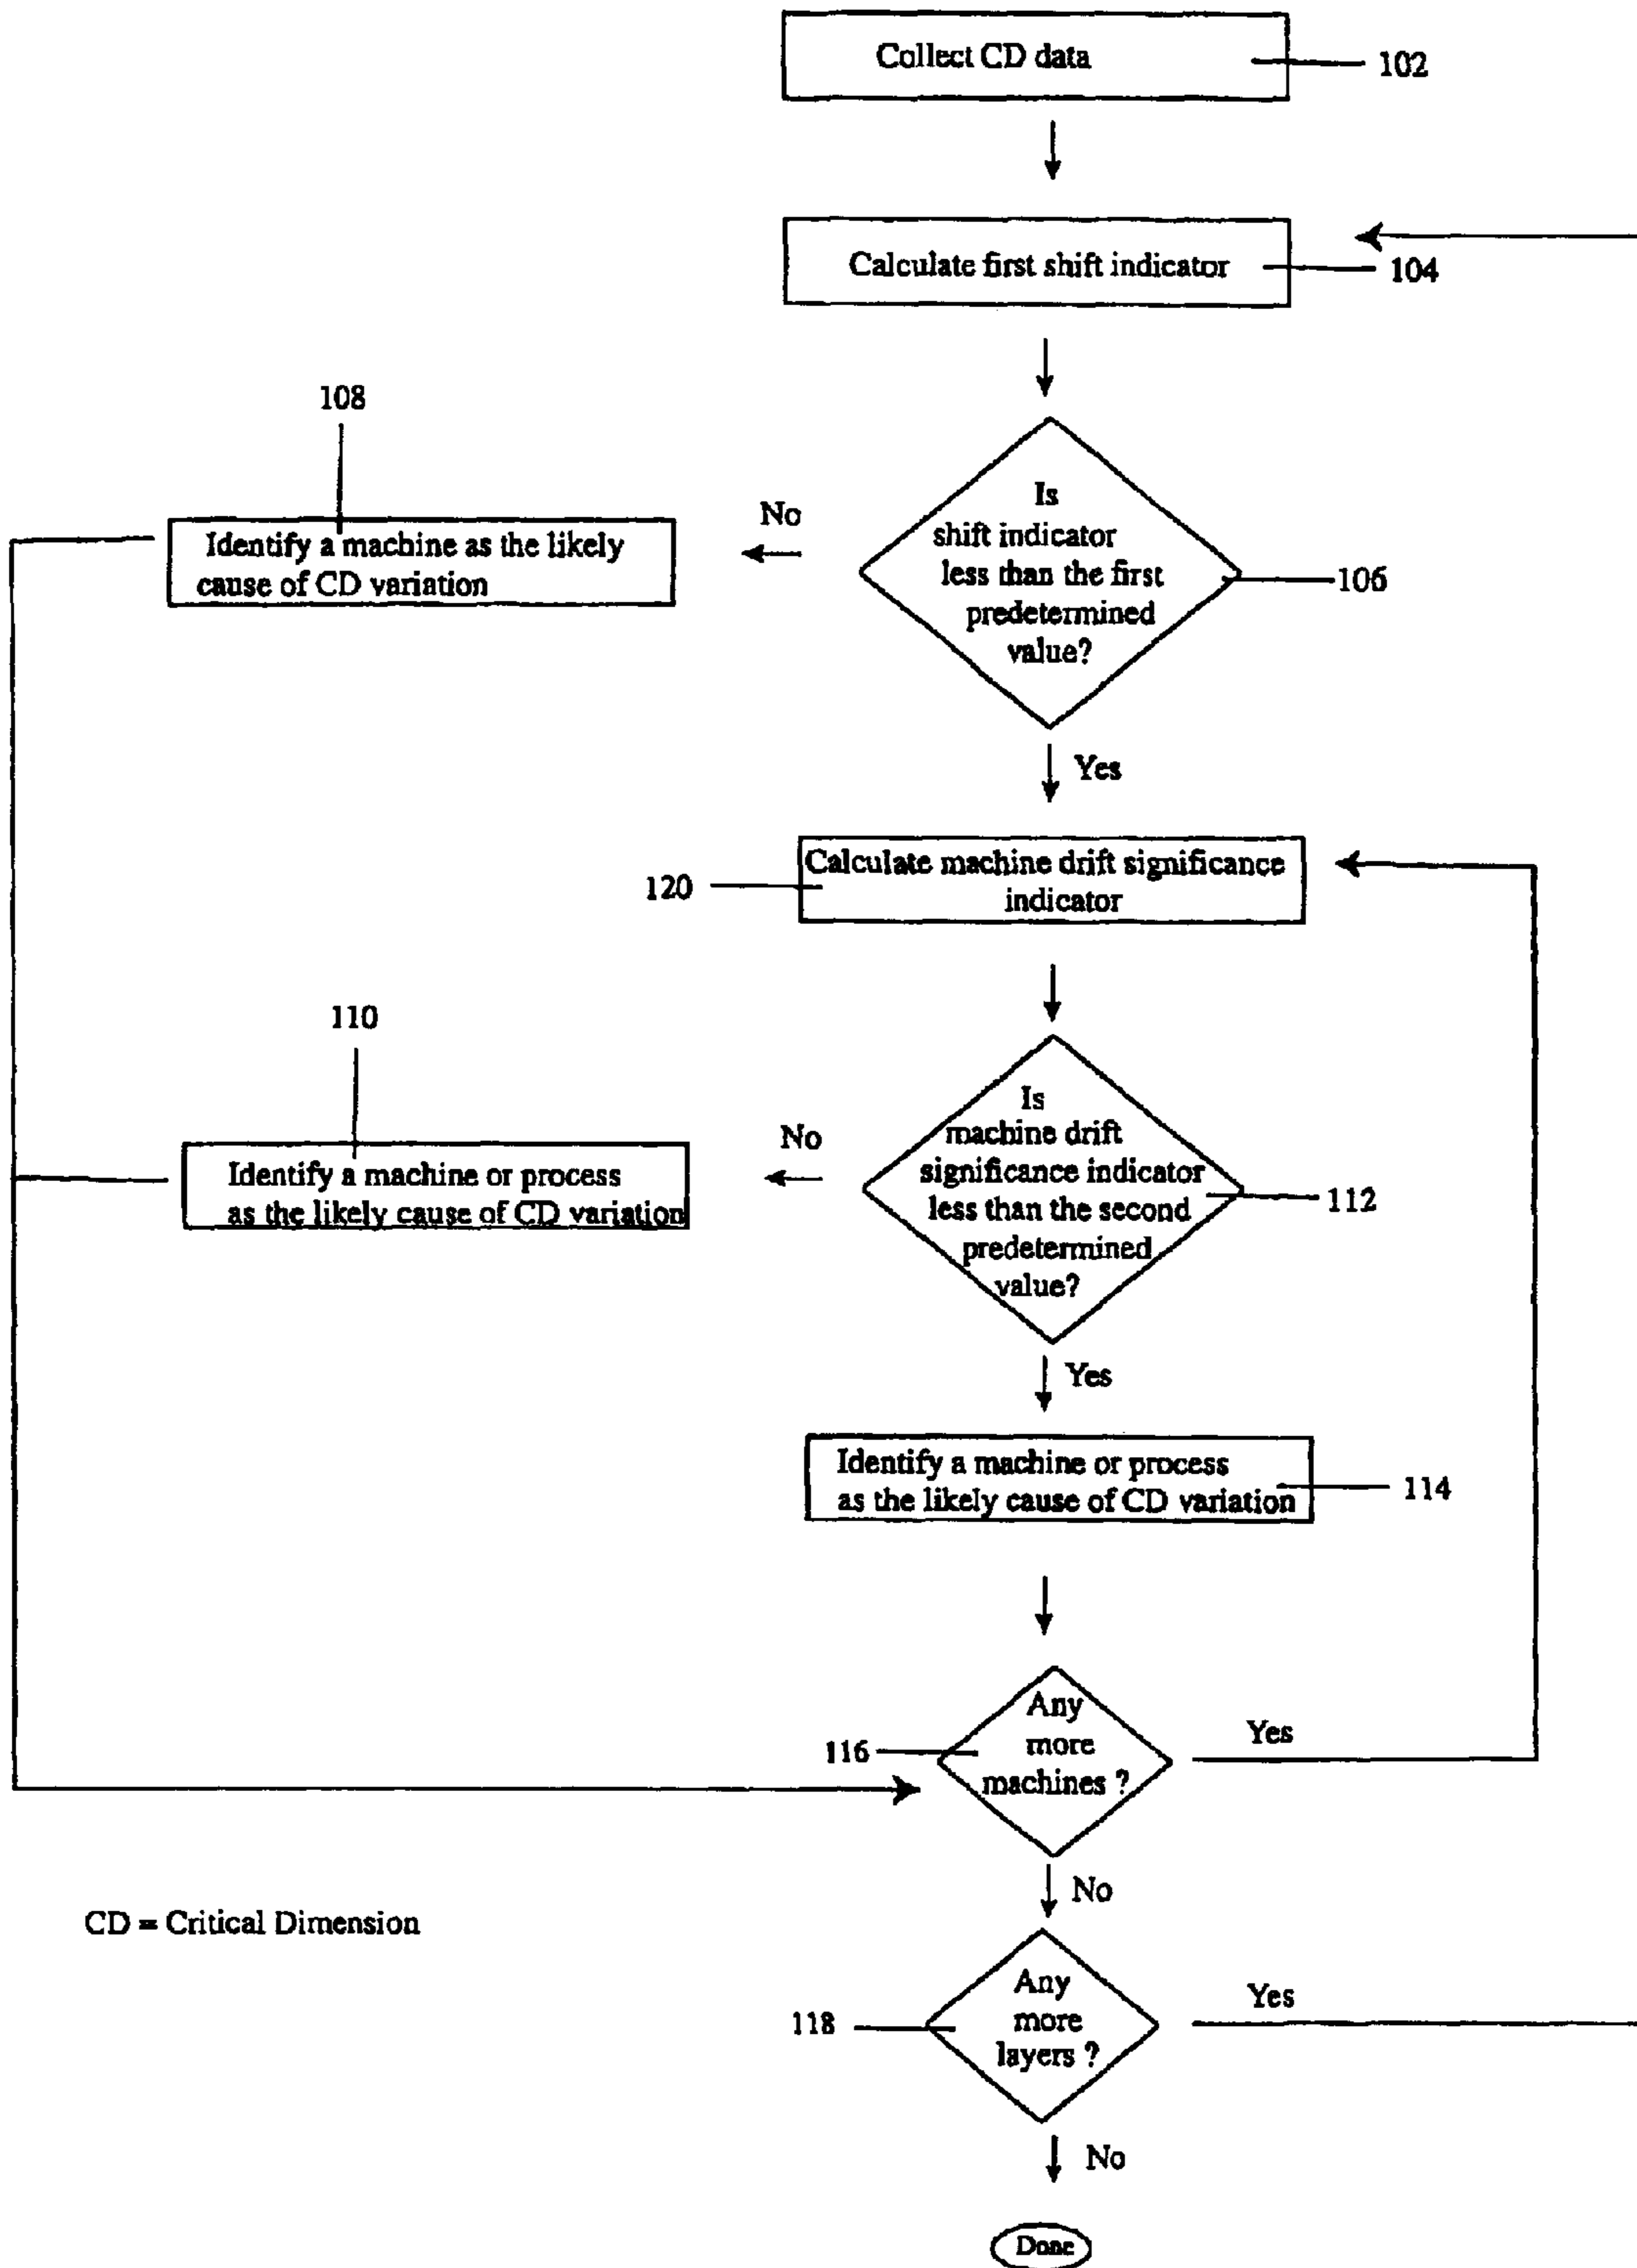 Collect CD data
102
Calculate first shift indicator
104
108
Is
shift indicator
less than the first
predetermined
value?
106
No
Identify a machine as the likely
cause of CD variation
Yes
Calculate machine drift significance
indicator
120
110
Is
machine drift
significance indicator
less than the second
predetermined
value?
112
No
Identify a machine or process
as the likely cause of CD variation
Yes
Identify a machine or process
as the likely cause of CD variation
114
Any
more
machines ?
116
Yes
No
CD = Critical Dimension
Any
more
layers ?
118
Yes
No
Done